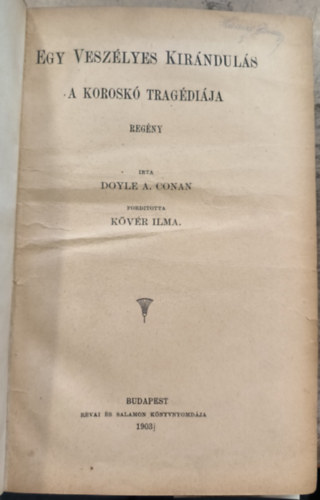 EGY VESZÉLYES KIRÁNDULÁS
A KOROSKÓ TRAGÉDIÁJA
REGÉNY
IRTA
DOYLE A. CONAN
FORDITOTTA
KÖVÉR ILMA.
BUDAPEST
RÉVAI ÉS SALAMON KÖNYVNYOMDÁJA
1903